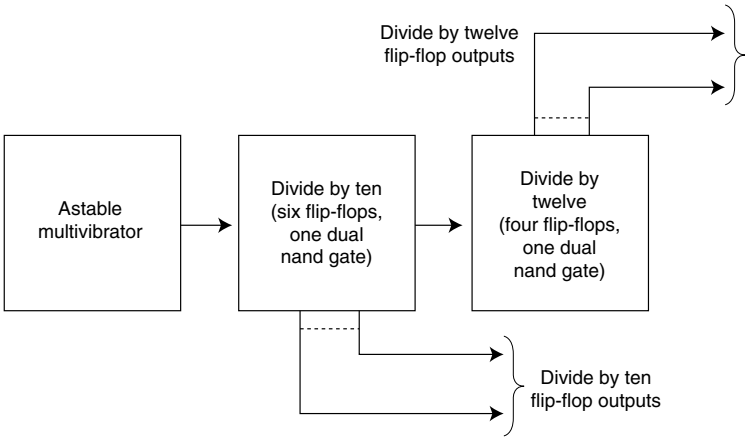 Divide by twelve
flip-flop outputs
Astable
multivibrator
Divide by ten
(six flip-flops,
one dual
nand gate)
Divide by
twelve
(four flip-flops,
one dual
nand gate)
Divide by ten
flip-flop outputs